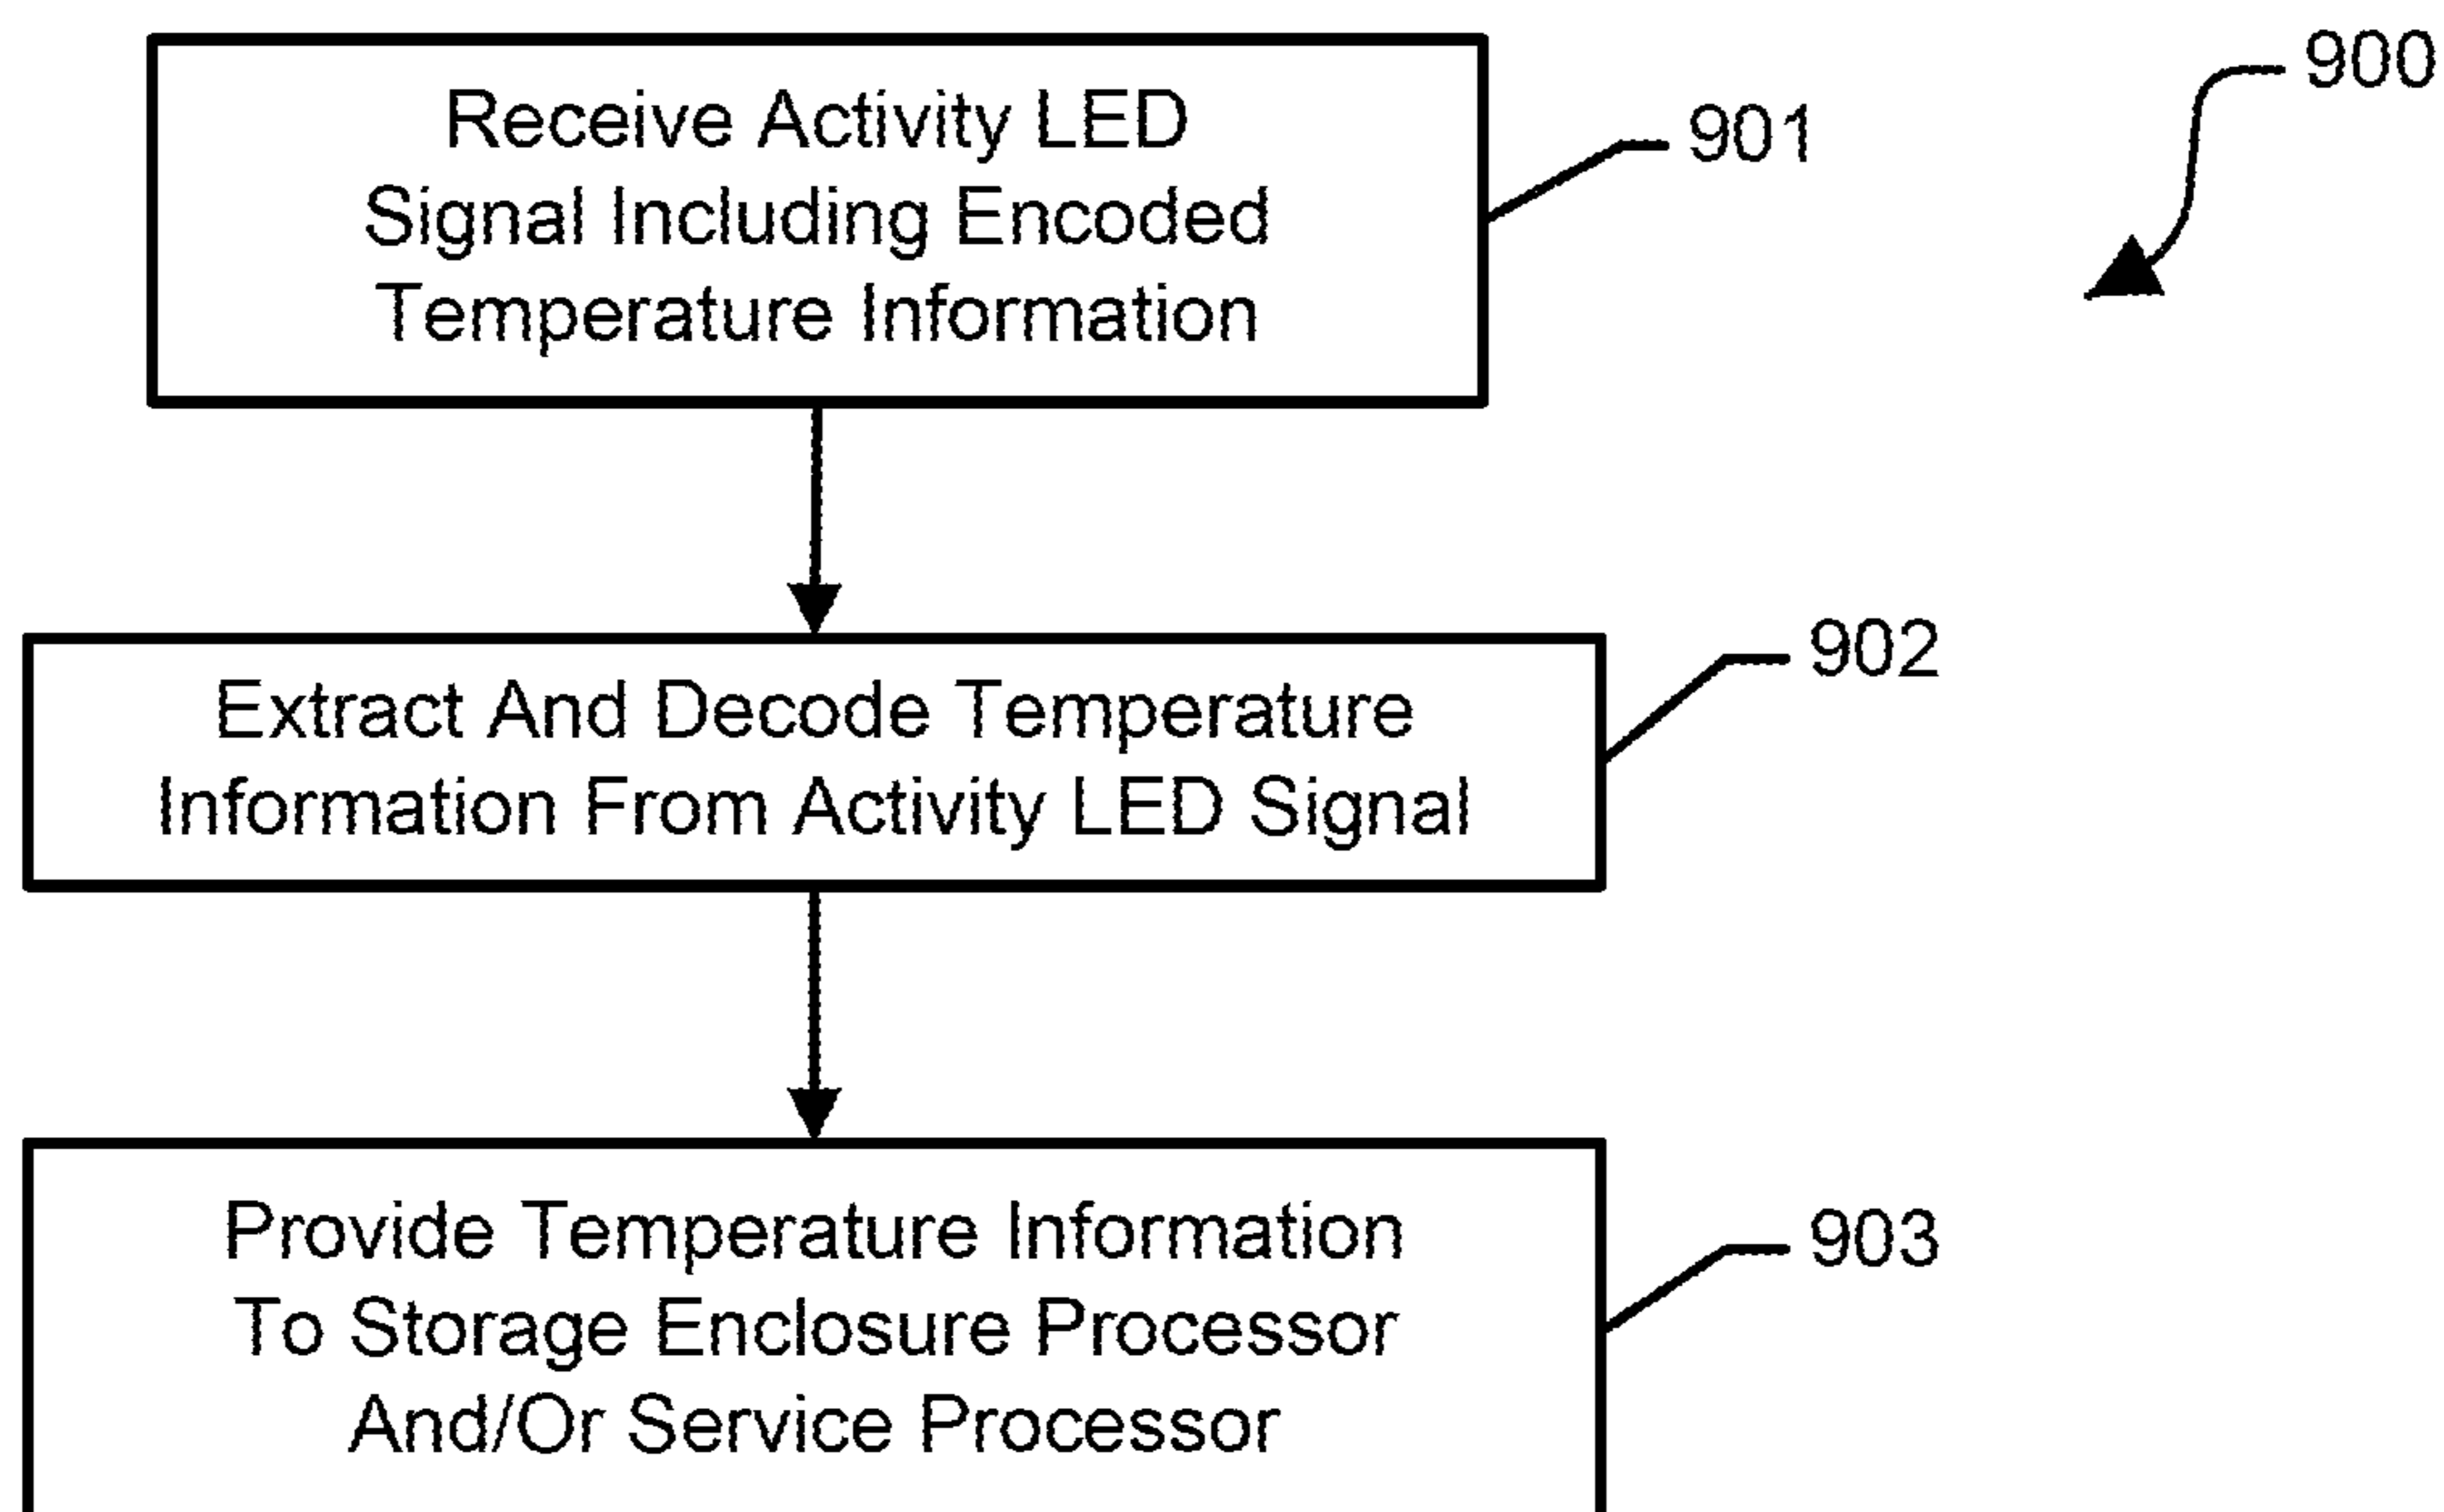 Receive Activity LED
Signal Including Encoded
Temperature Information
901
900
Extract And Decode Temperature
Information From Activity LED Signal
902
Provide Temperature Information
To Storage Enclosure Processor
And/Or Service Processor
903